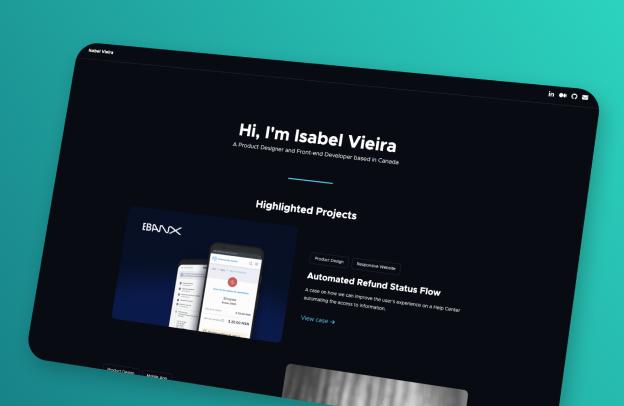 Isabel Vieira
in
Hi, I'm Isabel Vieira
A Product Designer and Front-end Developer based in Canada
Highlighted Projects
EBANX
Product Design
Responsive Website
Automated Refund Status Flow
A case on how we can improve the user's experience on a Help Center
automating the access to information.
View case →
Product Design
Mobile App